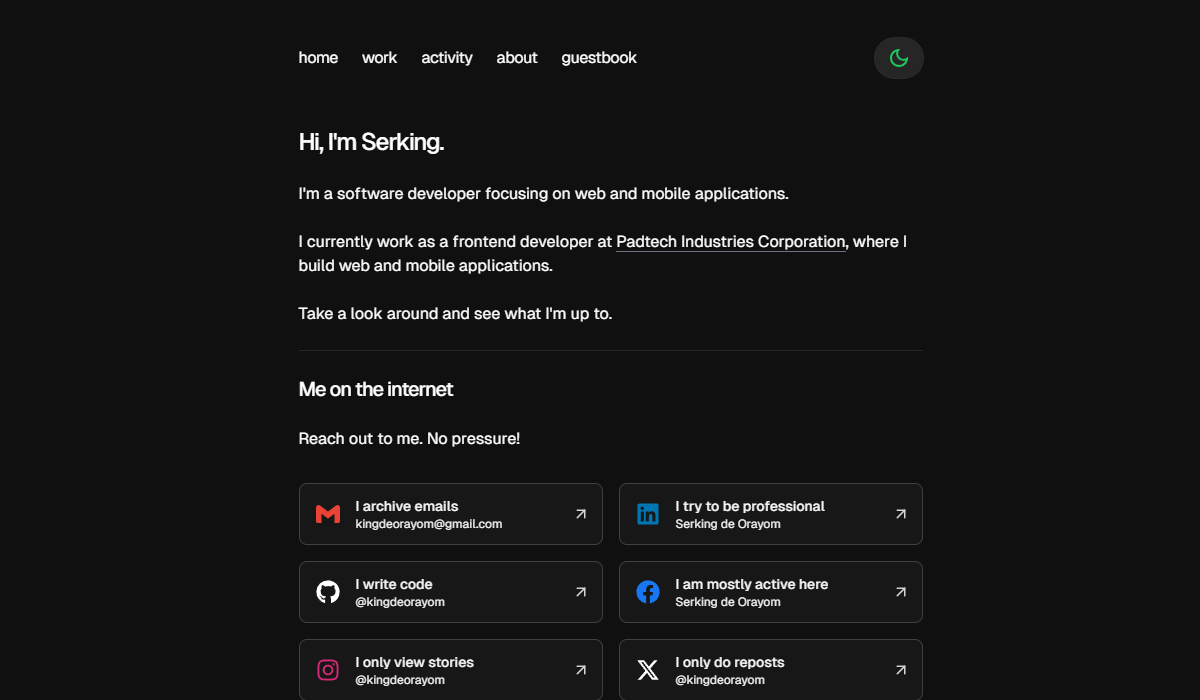 home work activity about guestbook
Hi, I'm Serking.
I'm a software developer focusing on web and mobile applications.
I currently work as a frontend developer at Padtech Industries Corporation, where I
build web and mobile applications.
Take a look around and see what I'm up to.
Me on the internet
Reach out to me. No pressure!
I archive emails
kingdeorayom@gmail.com
I try to be professional
Serking de Orayom
I write code
@kingdeorayom
I am mostly active here
Serking de Orayom
I only view stories
@kingdeorayom
I only do reposts
@kingdeorayom